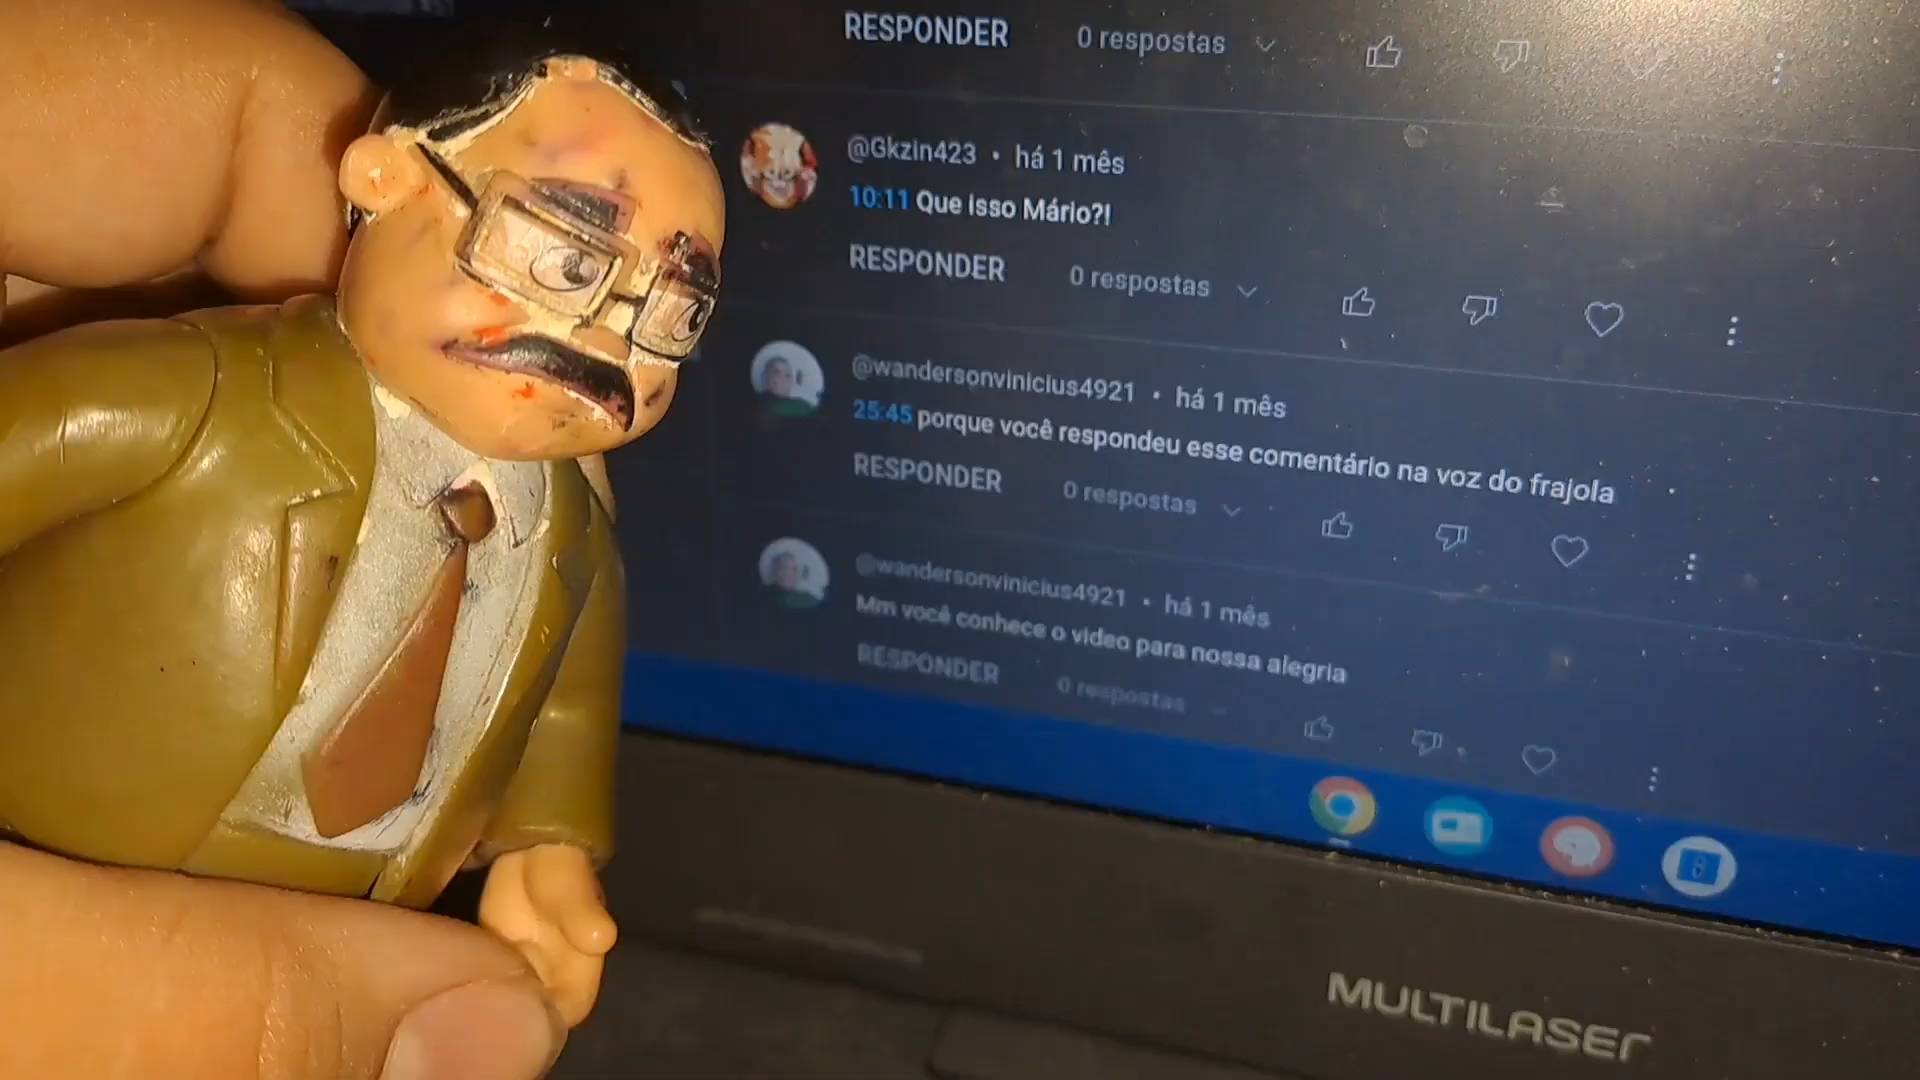 RESPONDER 0 respostas
@Gkzin423 • há 1 mês
10:11 Que isso Mário?!
RESPONDER 0 respostas
@wandersonvinicius4921 • há 1 mês
25:45 porque você respondeu esse comentário na voz do frajola
RESPONDER 0 respostas
@wandersonvinicius4921 • há 1 mês
Mm você conhece o video para nossa alegria
RESPONDER 0 respostas
MULTILASER